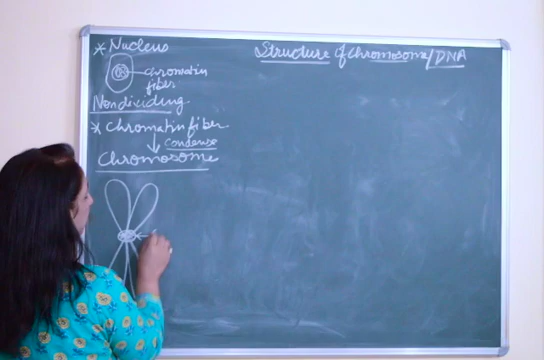 Structure of Chromosome/DNA
* Nucleus
chromatin
fiber
Nondividing
* Chromatin fiber
condense
Chromosome